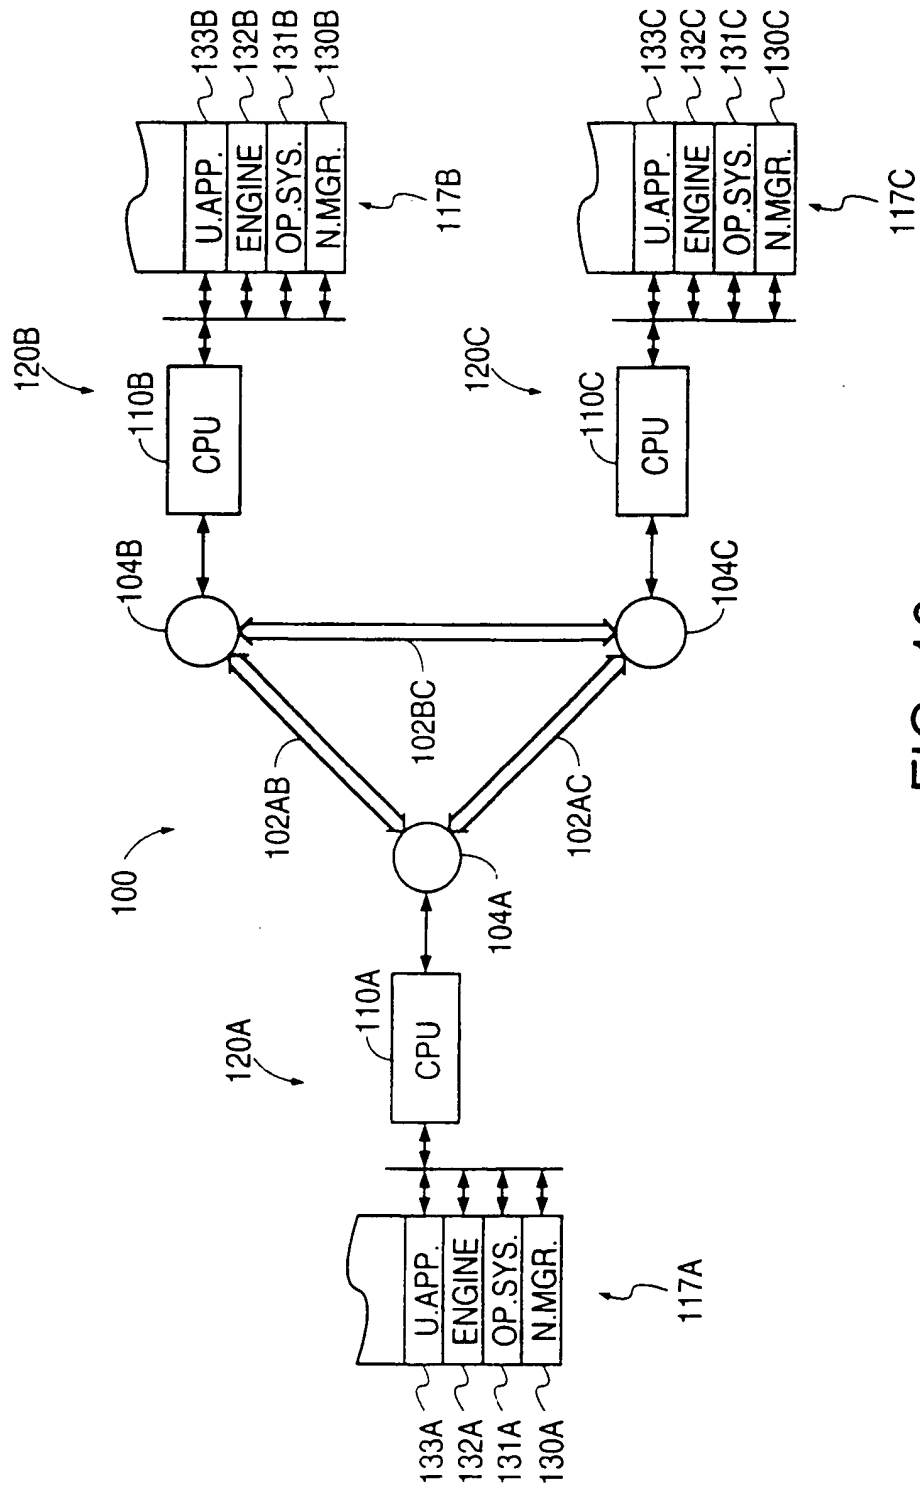 120B
100
104B
110B
CPU
U.APP. 133B
ENGINE 132B
OP.SYS. 131B
N.MGR. 130B
117B
120A
102AB
110A
CPU
102BC
133A U.APP.
132A ENGINE
131A OP.SYS.
130A N.MGR.
104A
117A
120C
102AC
110C
CPU
104C
U.APP. 133C
ENGINE 132C
OP.SYS. 131C
N.MGR. 130C
117C
FIG.